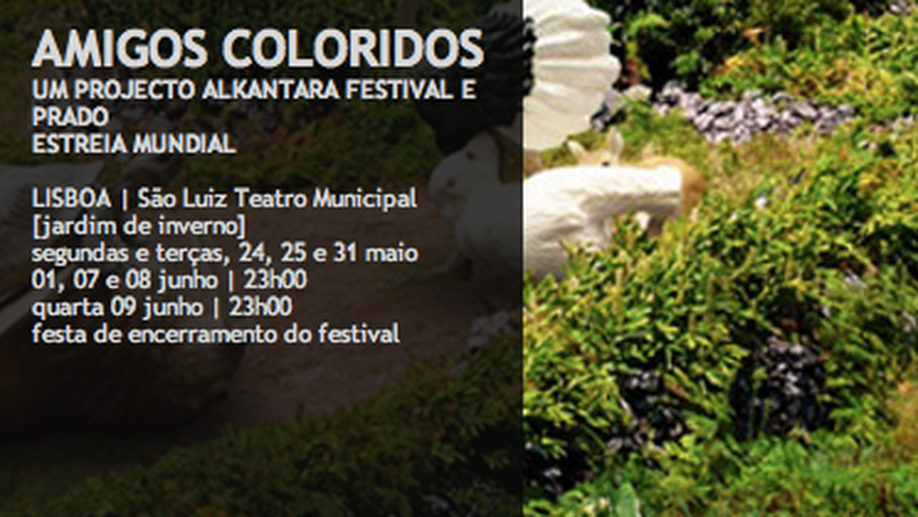 AMIGOS COLORIDOS
UM PROJECTO ALKANTARA FESTIVAL E
PRADO
ESTREIA MUNDIAL
LISBOA | São Luiz Teatro Municipal
[jardim de inverno]
segundas e terças, 24, 25 e 31 maio
01, 07 e 08 junho | 23h00
quarta 09 junho | 23h00
festa de encerramento do festival